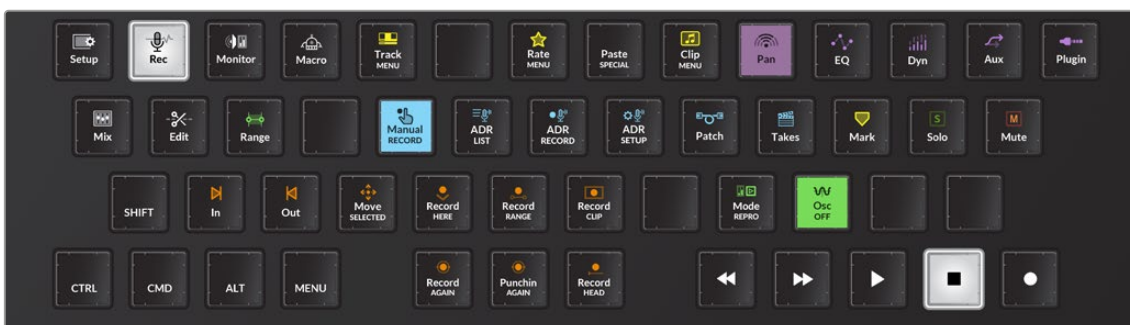 Setup
Rec
Monitor
Macro
Track
MENU
Rate
MENU
Paste
SPECIAL
Clip
MENU
Pan
EQ
Dyn
Aux
Plugin
Mix
Edit
Range
Manual
RECORD
ADR
LIST
ADR
RECORD
ADR
SETUP
Patch
Takes
Mark
S
Solo
M
Mute
SHIFT
In
Out
Move
SELECTED
Record
HERE
Record
RANGE
Record
CLIP
Mode
REPRO
Osc
OFF
CTRL
CMD
ALT
MENU
Record
AGAIN
Punchin
AGAIN
Record
HEAD